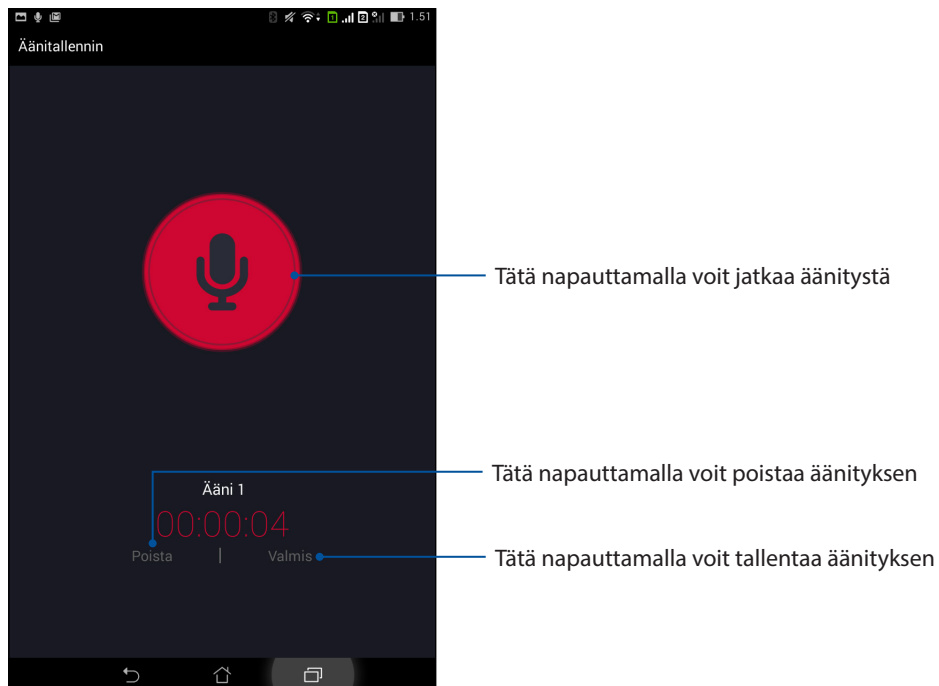 1.51
Äänitallennin
Tätä napauttamalla voit jatkaa äänitystä
Tätä napauttamalla voit poistaa äänityksen
Ääni 1
00:00:04
Poista | Valmis
Tätä napauttamalla voit tallentaa äänityksen